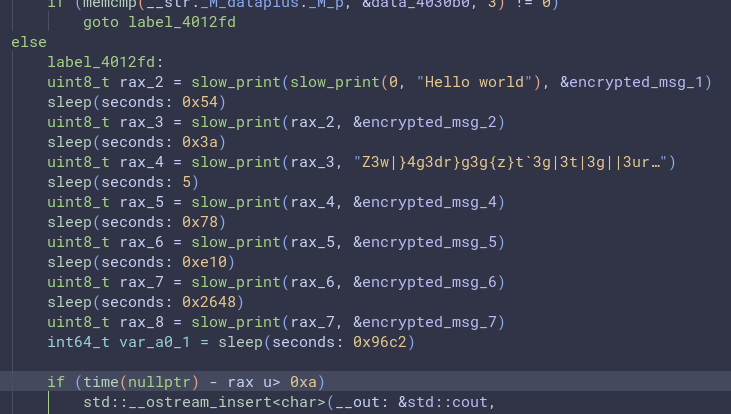 if (memcmp(__str._M_dataplus._M_p, &data_4030b0, 3) != 0)
goto label_4012fd
else
label_4012fd:
uint8_t rax_2 = slow_print(slow_print(0, "Hello world"), &encrypted_msg_1)
sleep(seconds: 0x54)
uint8_t rax_3 = slow_print(rax_2, &encrypted_msg_2)
sleep(seconds: 0x3a)
uint8_t rax_4 = slow_print(rax_3, "Z3w|}4g3dr}g3g{z}t`3g|3t|3g||3ur…")
sleep(seconds: 5)
uint8_t rax_5 = slow_print(rax_4, &encrypted_msg_4)
sleep(seconds: 0x78)
uint8_t rax_6 = slow_print(rax_5, &encrypted_msg_5)
sleep(seconds: 0xe10)
uint8_t rax_7 = slow_print(rax_6, &encrypted_msg_6)
sleep(seconds: 0x2648)
uint8_t rax_8 = slow_print(rax_7, &encrypted_msg_7)
int64_t var_a0_1 = sleep(seconds: 0x96c2)
if (time(nullptr) - rax u> 0xa)
std::__ostream_insert<char>(__out: &std::cout,